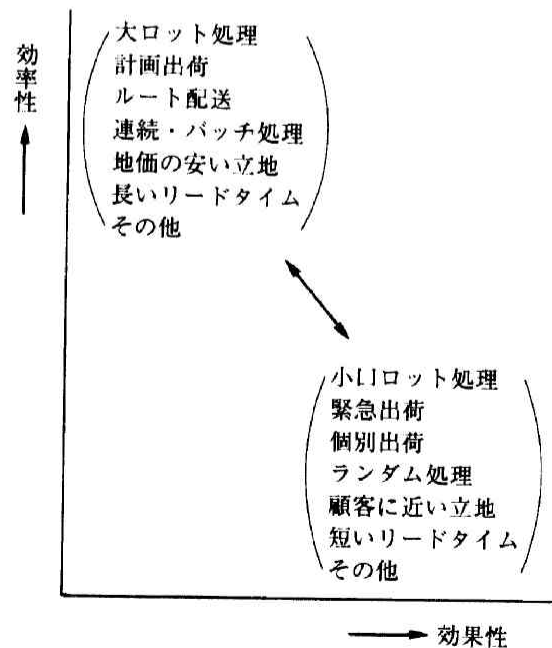 効率性
大ロット処理
計画出荷
ルート配送
連続・バッチ処理
地価の安い立地
長いリードタイム
その他
小口ロット処理
緊急出荷
個別出荷
ランダム処理
顧客に近い立地
短いリードタイム
その他
効果性